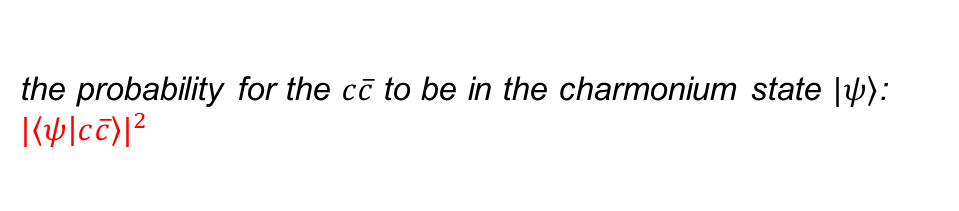 the probability for the 𝑐𝑐̄ to be in the charmonium state |ψ⟩:
|⟨ψ|𝑐𝑐̄⟩|²